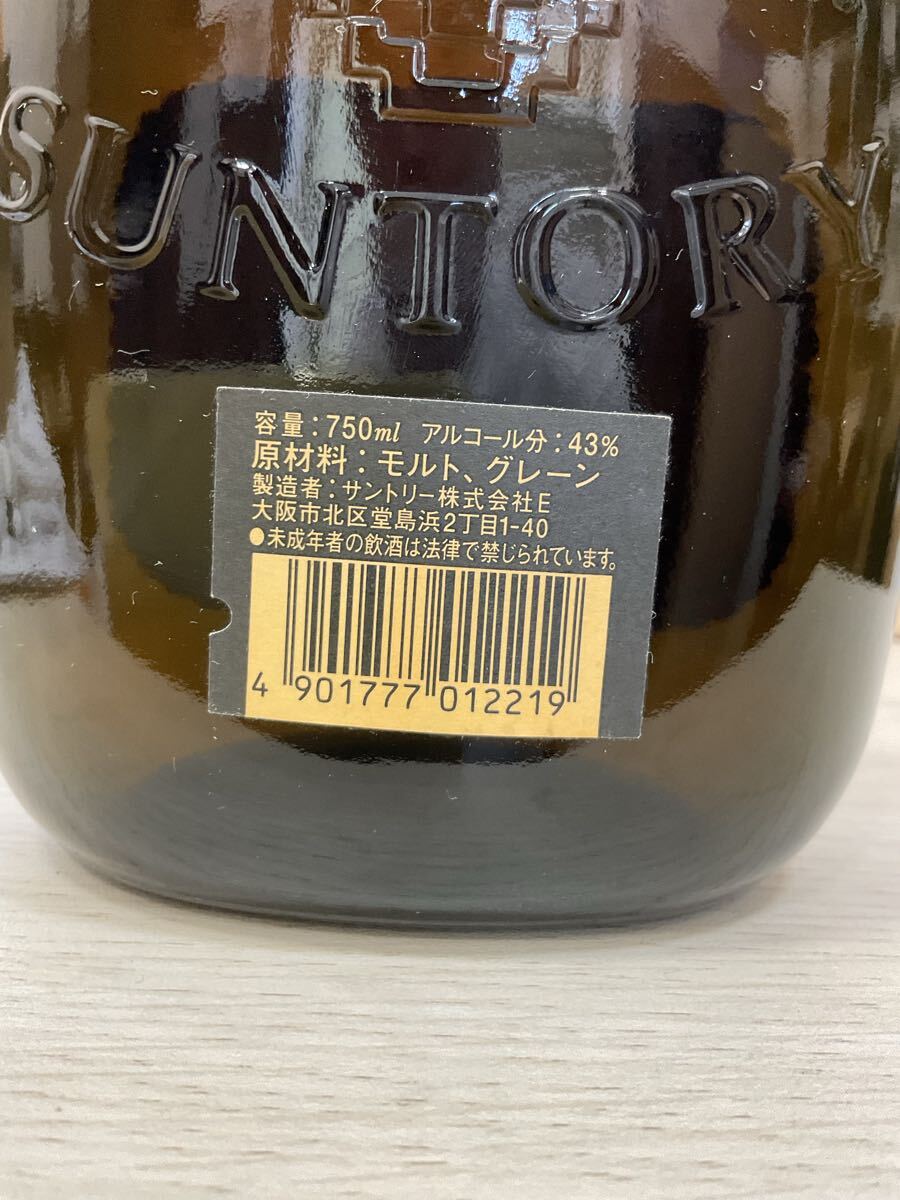 SUNTORY
容量:750ml アルコール分:43%
原材料:モルト、グレーン
製造者:サントリー株式会社E
大阪市北区堂島浜2丁目1-40
●未成年者の飲酒は法律で禁じられています。
4 901777 012219